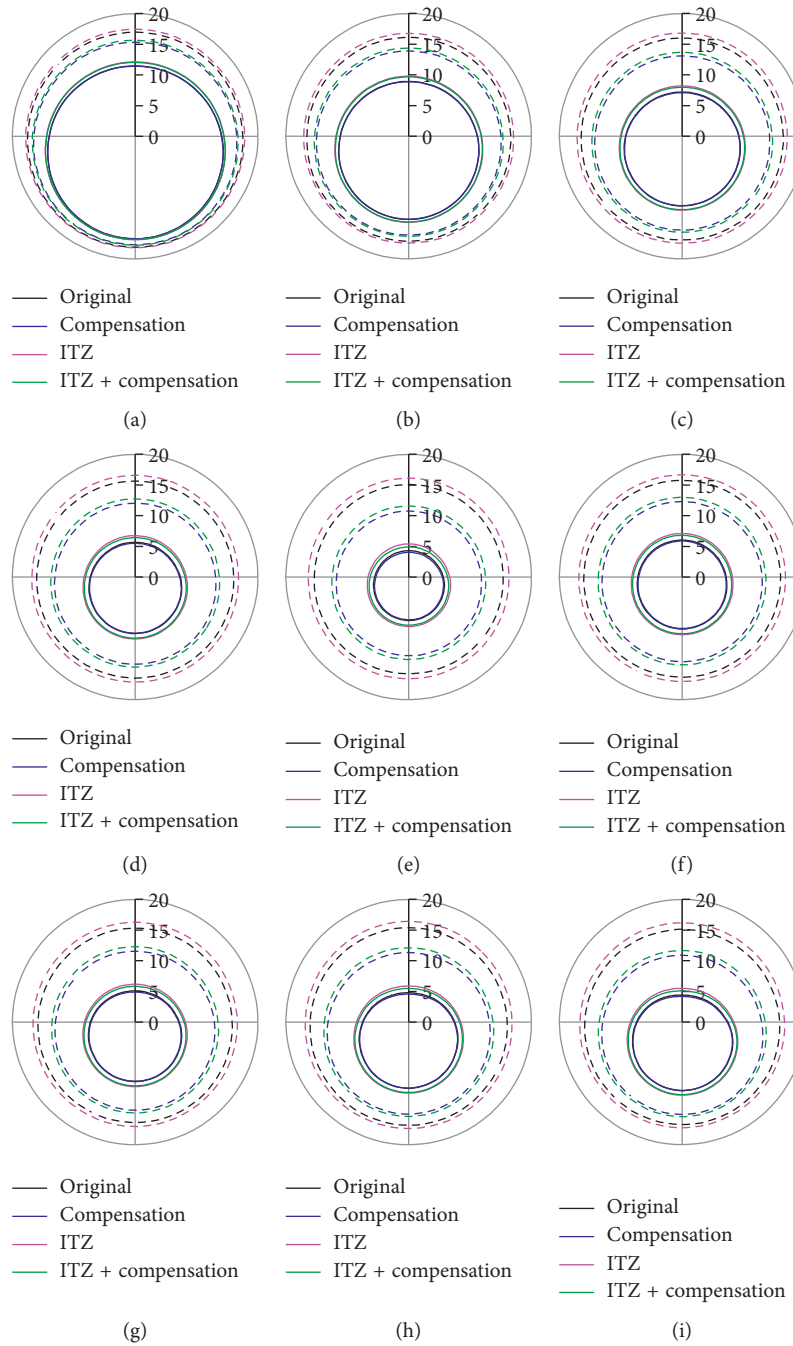 20
15
10
5
0
Original
Compensation
ITZ
ITZ + compensation
(a)
20
15
10
5
0
Original
Compensation
ITZ
ITZ + compensation
(b)
20
15
10
5
0
Original
Compensation
ITZ
ITZ + compensation
(c)
20
15
10
5
0
Original
Compensation
ITZ
ITZ + compensation
(d)
20
15
10
5
0
Original
Compensation
ITZ
ITZ + compensation
(e)
20
15
10
5
0
Original
Compensation
ITZ
ITZ + compensation
(f)
20
15
10
5
0
Original
Compensation
ITZ
ITZ + compensation
(g)
20
15
10
5
0
Original
Compensation
ITZ
ITZ + compensation
(h)
20
15
10
5
0
Original
Compensation
ITZ
ITZ + compensation
(i)